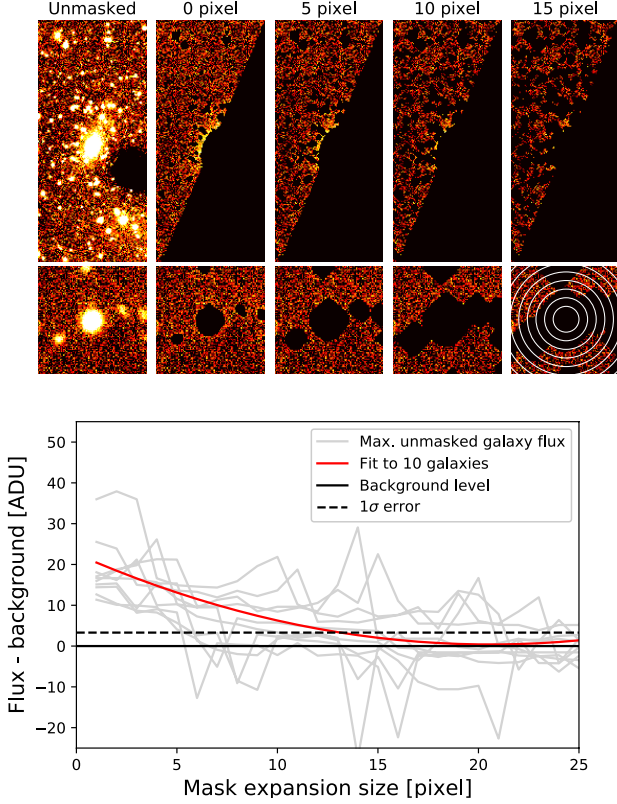 Unmasked 0 pixel 5 pixel 10 pixel 15 pixel
Max. unmasked galaxy flux
Fit to 10 galaxies
Background level
1σ error
Flux - background [ADU]
50
40
30
20
10
0
−10
−20
0 5 10 15 20 25
Mask expansion size [pixel]